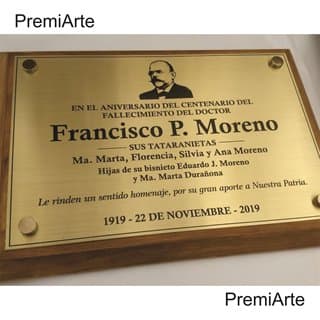 PremiArte
EN EL ANIVERSARIO DEL CENTENARIO DEL
FALLECIMIENTO DEL DOCTOR
Francisco P. Moreno
SUS TATARANIETAS
Ma. Marta, Florencia, Silvia y Ana Moreno
Hijas de su bisnieto Eduardo J. Moreno
y Ma. Marta Durañona.
Le rinden un sentido homenaje, por su gran aporte a Nuestra Patria.
1919 - 22 DE NOVIEMBRE - 2019
PremiArte